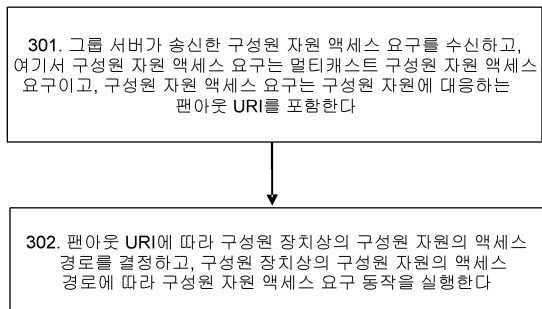 301. 그룹 서버가 송신한 구성원 자원 액세스 요구를 수신하고,
여기서 구성원 자원 액세스 요구는 멀티캐스트 구성원 자원 액세스
요구이고, 구성원 자원 액세스 요구는 구성원 자원에 대응하는
팬아웃 URI를 포함한다
302. 팬아웃 URI에 따라 구성원 장치상의 구성원 자원의 액세스
경로를 결정하고, 구성원 장치상의 구성원 자원의 액세스
경로에 따라 구성원 자원 액세스 요구 동작을 실행한다